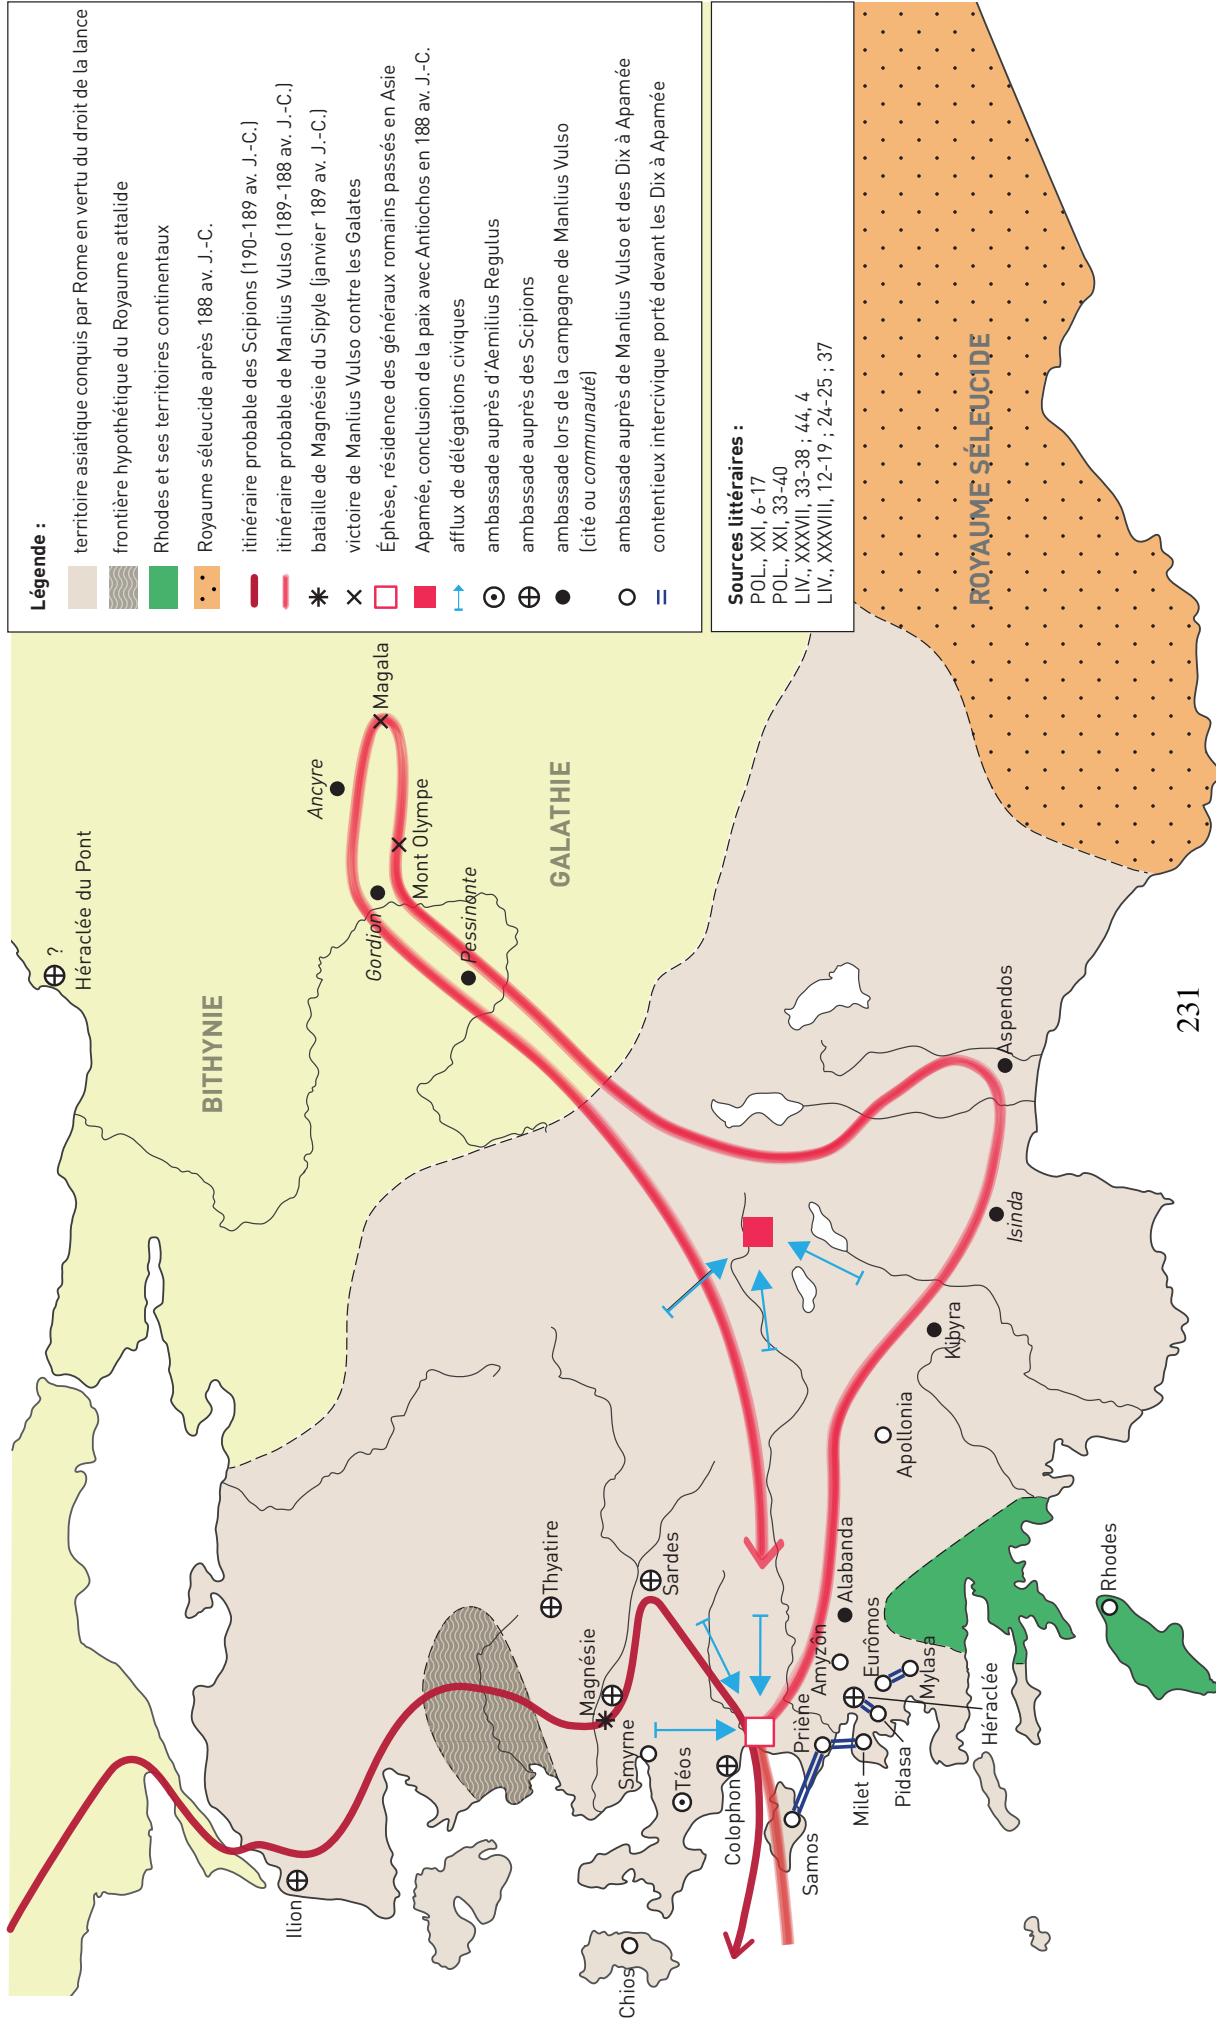 Légende :
territoire asiatique conquis par Rome en vertu du droit de la lance
frontière hypothétique du Royaume attalide
Rhodes et ses territoires continentaux
Royaume séleucide après 188 av. J.-C.
itinéraire probable des Scipions (190-189 av. J.-C.)
itinéraire probable de Manlius Vulso (189-188 av. J.-C.)
bataille de Magnésie du Sipyle (janvier 189 av. J.-C.)
victoire de Manlius Vulso contre les Galates
Éphèse, résidence des généraux romains passés en Asie
Apamée, conclusion de la paix avec Antiochos en 188 av. J.-C.
afflux de délégations civiques
ambassade auprès d'Aemilius Regulus
ambassade auprès des Scipions
ambassade lors de la campagne de Manlius Vulso
(cité ou communauté)
ambassade auprès de Manlius Vulso et des Dix à Apamée
contentieux intercivique porté devant les Dix à Apamée
Sources littéraires :
POL., XXI, 6-17
POL., XXI, 33-40
LIV., XXXVII, 33-38 ; 44, 4
LIV., XXXVIII, 12-19 ; 24-25 ; 37
?
Héraclée du Pont
BITHYNIE
GALATHIE
ROYAUME SÉLEUCIDE
Ancyre
Magala
Gordion
Mont Olympe
Pessinonte
Ilion
Thyatire
Magnésie
Sardes
Smyrne
Téos
Chios
Colophon
Samos
Priène
Milet
Amyzôn
Alabanda
Eurômos
Mylasa
Pidasa
Héraclée
Apollonia
Kibyra
Isinda
Aspendos
Rhodes
231